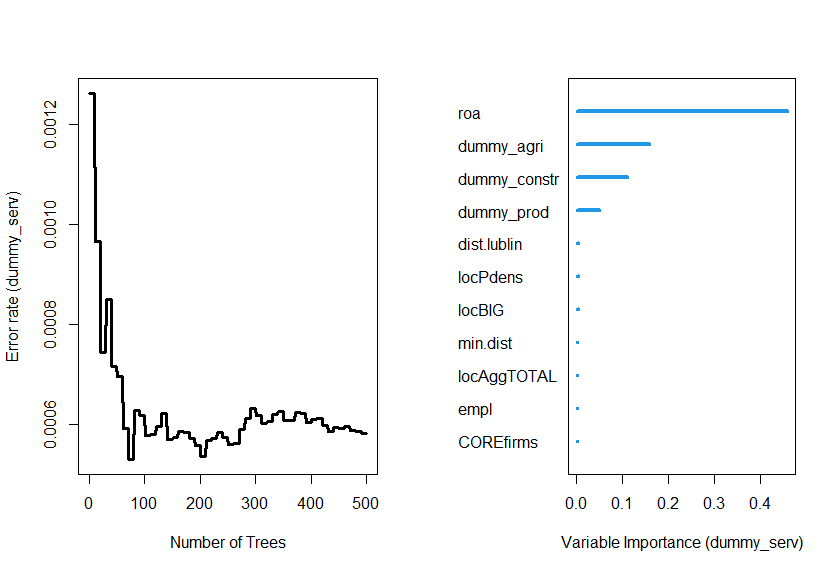 Error rate (dummy_serv)
0.0012
0.0010
0.0008
0.0006
0 100 200 300 400 500
Number of Trees
roa
dummy_agri
dummy_constr
dummy_prod
dist.lublin
locPdens
locBIG
min.dist
locAggTOTAL
empl
COREfirms
0.0 0.1 0.2 0.3 0.4
Variable Importance (dummy_serv)